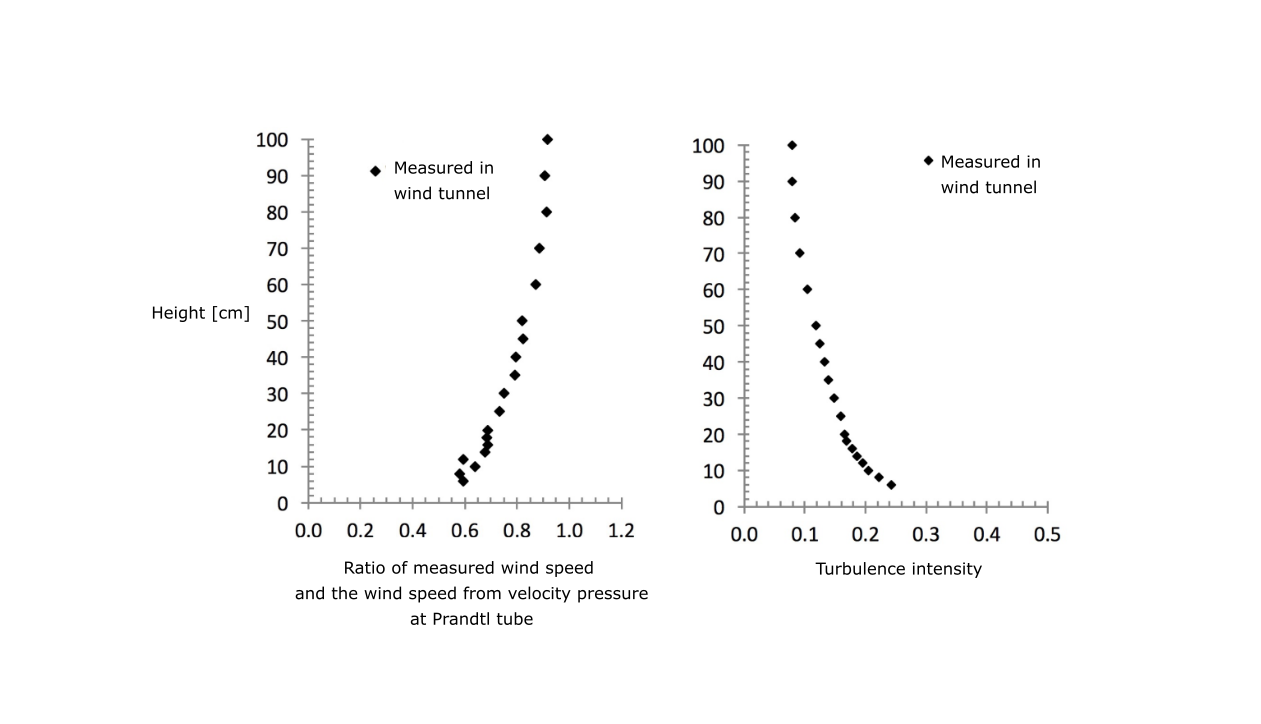 100
90
80
70
60
50
40
30
20
10
0
Height [cm]
Measured in
wind tunnel
0.0 0.2 0.4 0.6 0.8 1.0 1.2
Ratio of measured wind speed
and the wind speed from velocity pressure
at Prandtl tube
100
90
80
70
60
50
40
30
20
10
0
Measured in
wind tunnel
0.0 0.1 0.2 0.3 0.4 0.5
Turbulence intensity